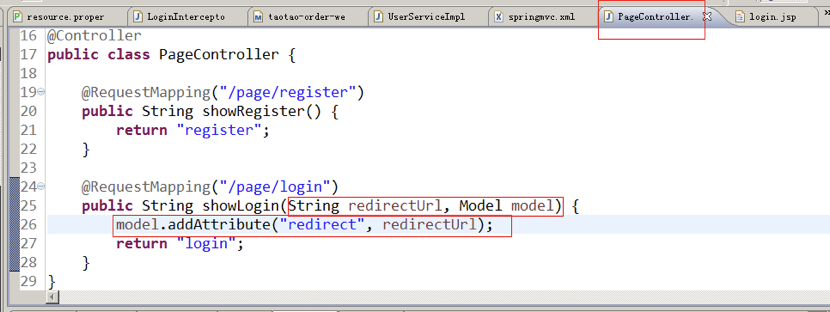 resource.proper LoginIntercepto taotao-order-we UserServiceImpl springmvc.xml PageController. login.jsp
16 @Controller
17 public class PageController {
18
19 @RequestMapping("/page/register")
20 public String showRegister() {
21 return "register";
22 }
23
24 @RequestMapping("/page/login")
25 public String showLogin(String redirectUrl, Model model) {
26 model.addAttribute("redirect", redirectUrl);
27 return "login";
28 }
29 }